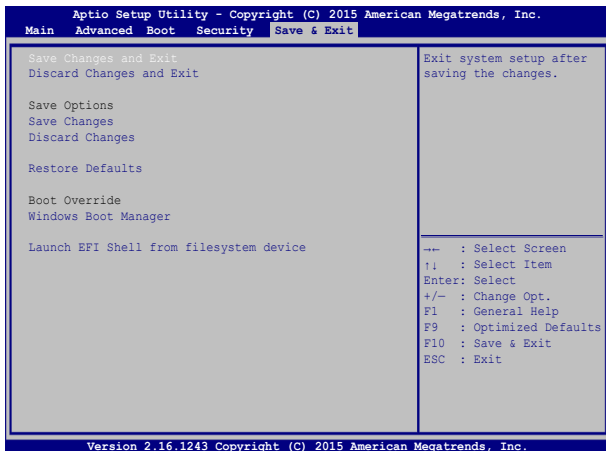 Aptio Setup Utility - Copyright (C) 2015 American Megatrends, Inc.
Main Advanced Boot Security Save & Exit
Save Changes and Exit
Discard Changes and Exit
Save Options
Save Changes
Discard Changes
Restore Defaults
Boot Override
Windows Boot Manager
Launch EFI Shell from filesystem device
Exit system setup after
saving the changes.
→← : Select Screen
↑↓ : Select Item
Enter: Select
+/— : Change Opt.
F1 : General Help
F9 : Optimized Defaults
F10 : Save & Exit
ESC : Exit
Version 2.16.1243 Copyright (C) 2015 American Megatrends, Inc.